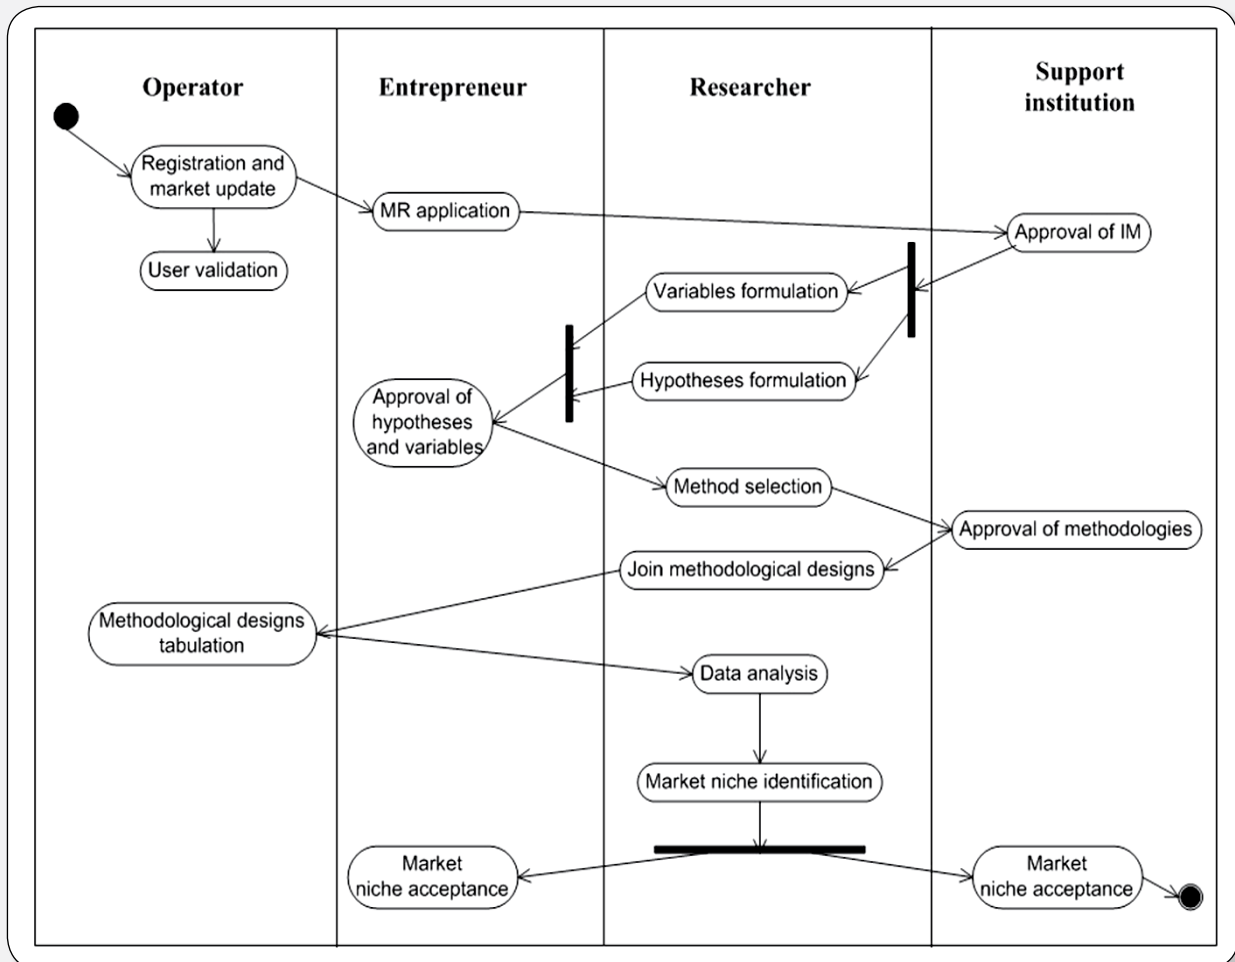 Operator
Entrepreneur
Researcher
Support
institution
Registration and
market update
MR application
Approval of IM
User validation
Variables formulation
Hypotheses formulation
Approval of
hypotheses
and variables
Method selection
Approval of methodologies
Join methodological designs
Methodological designs
tabulation
Data analysis
Market niche identification
Market
niche acceptance
Market
niche acceptance